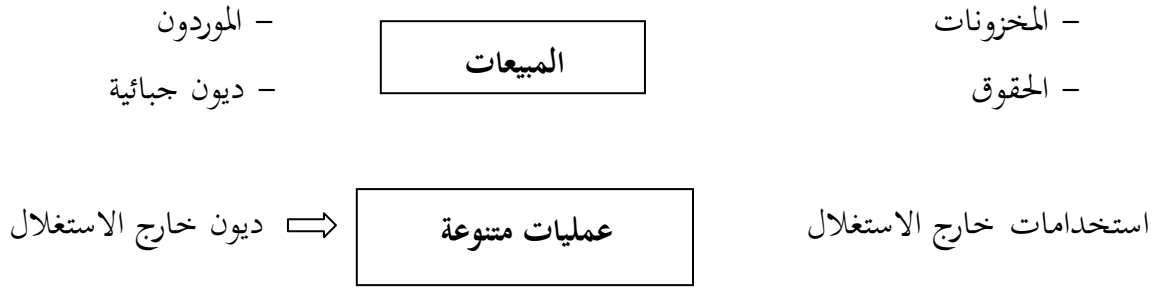 – المخزونات
– الموردون
المبيعات
– الحقوق
– ديون جبائية
استخدامات خارج الاستغلال
عمليات متنوعة
ديون خارج الاستغلال